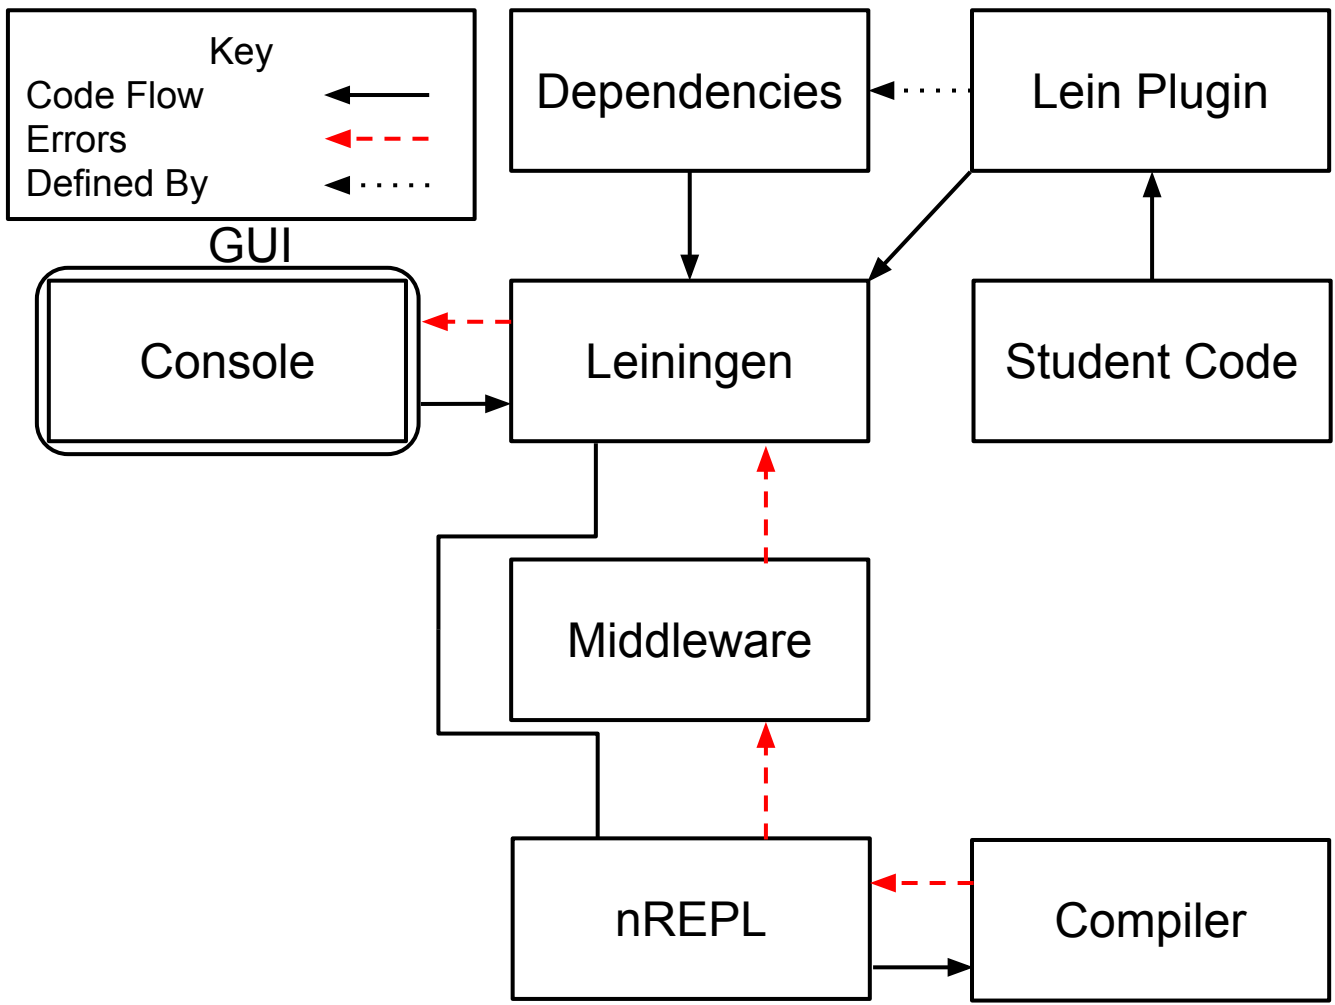 Key
Code Flow
Errors
Defined By
Dependencies
Lein Plugin
GUI
Console
Leiningen
Student Code
Middleware
nREPL
Compiler